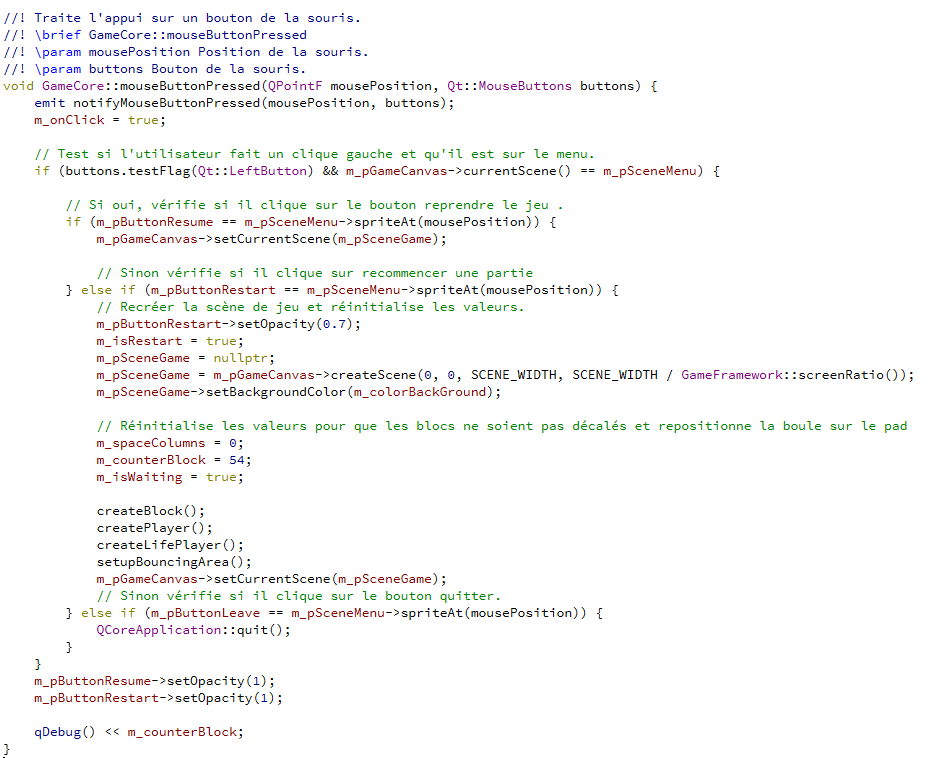 //! Traite l'appui sur un bouton de la souris.
//! \brief GameCore::mouseButtonPressed
//! \param mousePosition Position de la souris.
//! \param buttons Bouton de la souris.
void GameCore::mouseButtonPressed(QPointF mousePosition, Qt::MouseButtons buttons) {
    emit notifyMouseButtonPressed(mousePosition, buttons);
    m_onClick = true;

    // Test si l'utilisateur fait un clique gauche et qu'il est sur le menu.
    if (buttons.testFlag(Qt::LeftButton) && m_pGameCanvas->currentScene() == m_pSceneMenu) {

        // Si oui, vérifie si il clique sur le bouton reprendre le jeu .
        if (m_pButtonResume == m_pSceneMenu->spriteAt(mousePosition)) {
            m_pGameCanvas->setCurrentScene(m_pSceneGame);

            // Sinon vérifie si il clique sur recommencer une partie
        } else if (m_pButtonRestart == m_pSceneMenu->spriteAt(mousePosition)) {
            // Recréer la scène de jeu et réinitialise les valeurs.
            m_pButtonRestart->setOpacity(0.7);
            m_isRestart = true;
            m_pSceneGame = nullptr;
            m_pSceneGame = m_pGameCanvas->createScene(0, 0, SCENE_WIDTH, SCENE_WIDTH / GameFramework::screenRatio());
            m_pSceneGame->setBackgroundColor(m_colorBackGround);

            // Réinitialise les valeurs pour que les blocs ne soient pas décalés et repositionne la boule sur le pad
            m_spaceColumns = 0;
            m_counterBlock = 54;
            m_isWaiting = true;

            createBlock();
            createPlayer();
            createLifePlayer();
            setupBouncingArea();
            m_pGameCanvas->setCurrentScene(m_pSceneGame);
            // Sinon vérifie si il clique sur le bouton quitter.
        } else if (m_pButtonLeave == m_pSceneMenu->spriteAt(mousePosition)) {
            QCoreApplication::quit();
        }
    }
    m_pButtonResume->setOpacity(1);
    m_pButtonRestart->setOpacity(1);

    qDebug() << m_counterBlock;
}